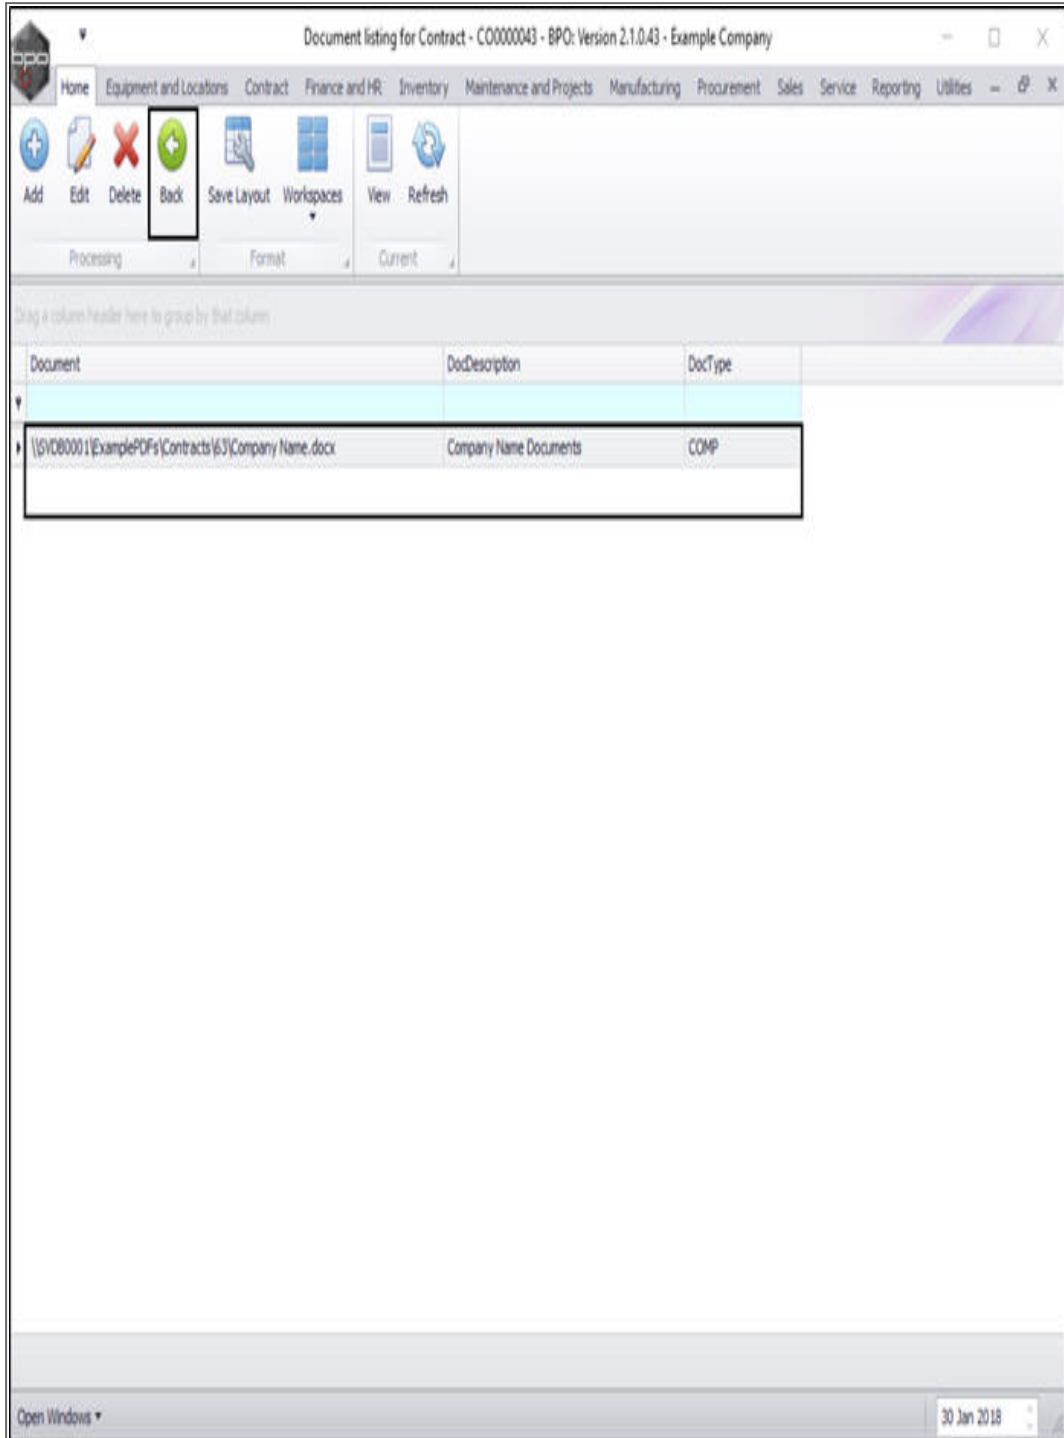 Document listing for Contract - CO0000043 - BPO: Version 2.1.0.43 - Example Company
bpo
Home Equipment and Locations Contract Finance and HR Inventory Maintenance and Projects Manufacturing Procurement Sales Service Reporting Utilities
Add Edit Delete Back Save Layout Workspaces View Refresh
Processing Format Current
Drag a column header here to group by that column
Document DocDescription DocType
\\SVDB0001\ExamplePDFs\Contracts\63\Company Name.docx Company Name Documents COMP
Open Windows 30 Jan 2018